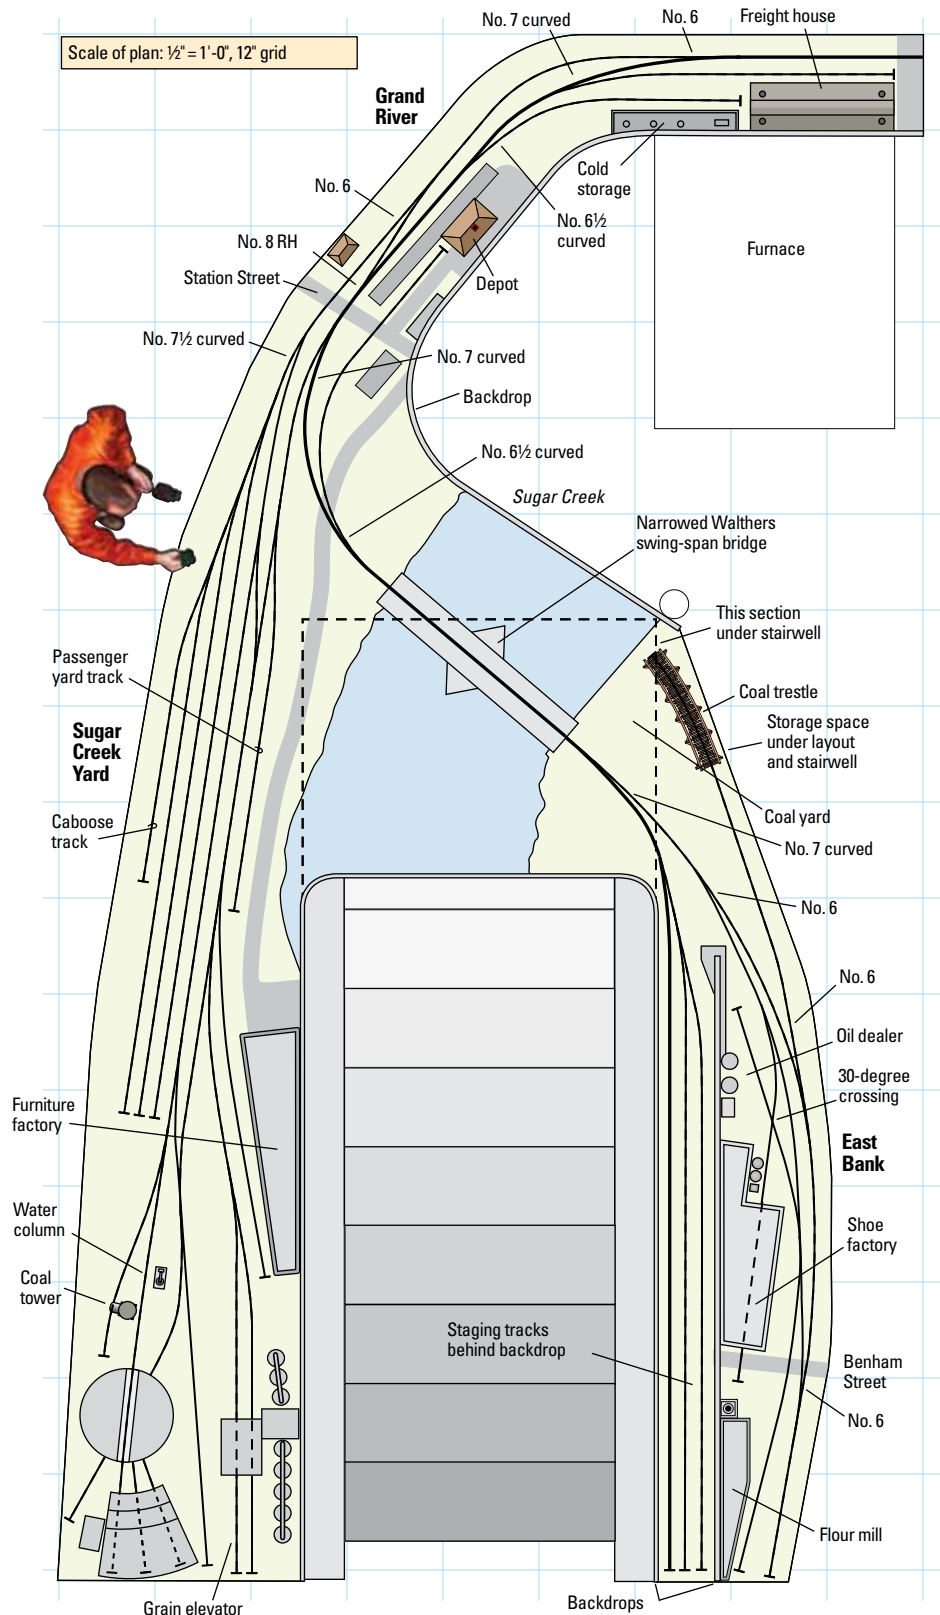 No. 7 curved
No. 6
Freight house
Scale of plan: ½" = 1'-0", 12" grid
Grand
River
Cold
storage
No. 6
No. 6½
curved
No. 8 RH
Furnace
Station Street
Depot
No. 7½ curved
No. 7 curved
Backdrop
No. 6½ curved
Sugar Creek
Narrowed Walthers
swing-span bridge
This section
under stairwell
Passenger
yard track
Coal trestle
Sugar
Creek
Yard
Storage space
under layout
and stairwell
Caboose
track
Coal yard
No. 7 curved
No. 6
No. 6
Oil dealer
30-degree
crossing
Furniture
factory
East
Bank
Water
column
Shoe
factory
Coal
tower
Staging tracks
behind backdrop
Benham
Street
No. 6
Flour mill
Grain elevator
Backdrops